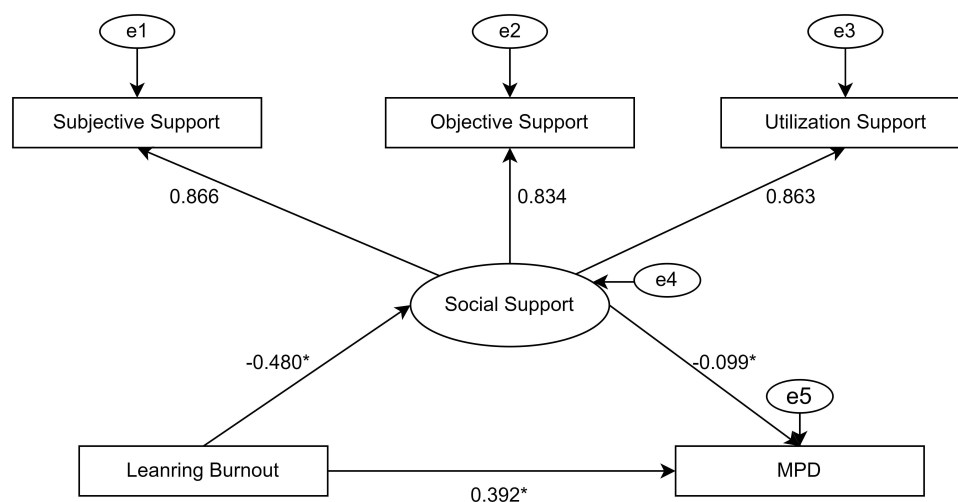 e1
e2
e3
Subjective Support
Objective Support
Utilization Support
0.866
0.834
0.863
e4
Social Support
-0.480*
-0.099*
e5
Leanring Burnout
MPD
0.392*